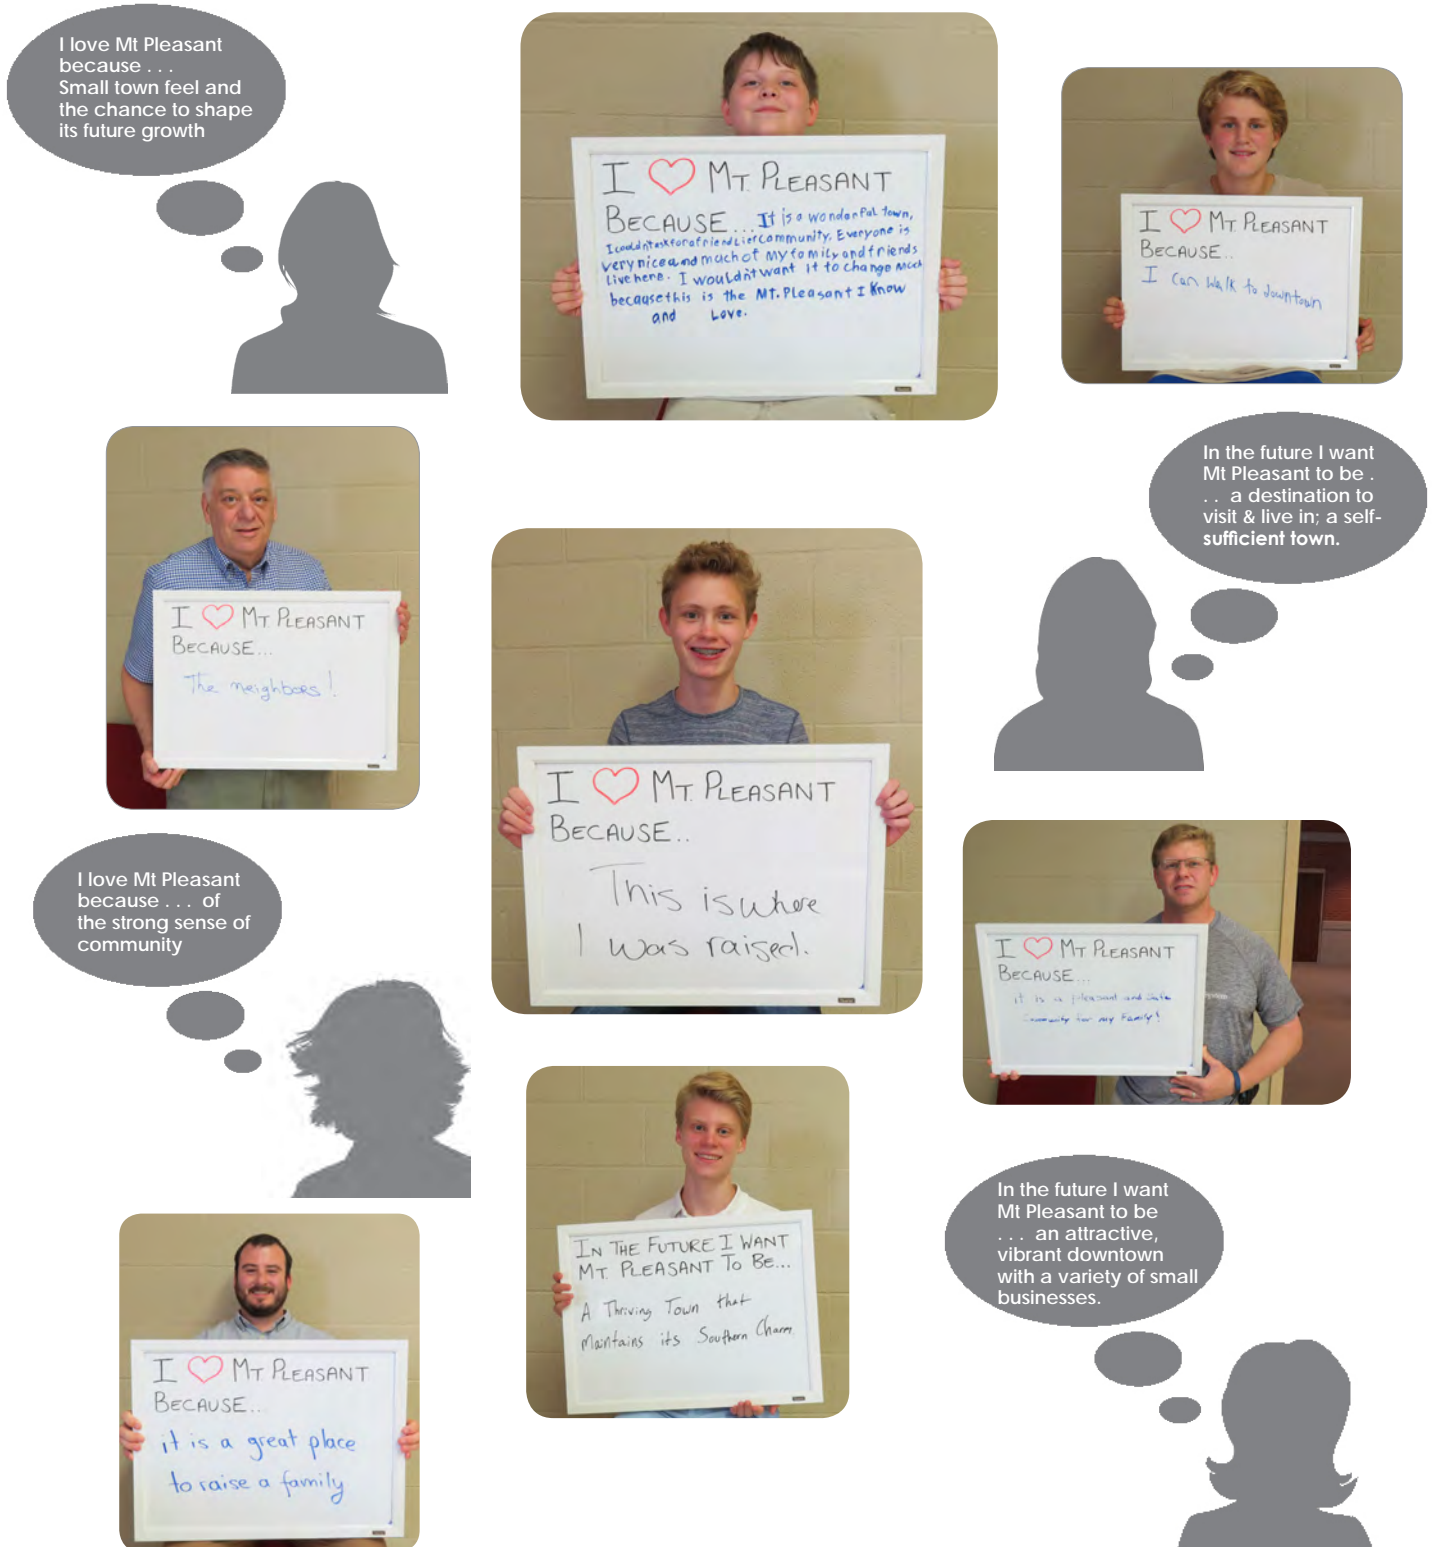 I love Mt Pleasant
because . . .
Small town feel and
the chance to shape
its future growth
I ♡ MT. PLEASANT
BECAUSE... It is a wonderful town,
I couldn't ask for a friendlier community. Everyone is
very nice and much of my family and friends
live here. I wouldn't want it to change much
because this is the Mt. Pleasant I know
and Love.
I ♡ MT. PLEASANT
BECAUSE..
I can walk to downtown
I ♡ MT. PLEASANT
BECAUSE...
The neighbors!
In the future I want
Mt Pleasant to be .
. . a destination to
visit & live in; a self-
sufficient town.
I ♡ MT. PLEASANT
BECAUSE..
This is where
I was raised.
I love Mt Pleasant
because . . . of
the strong sense of
community
I ♡ MT. PLEASANT
BECAUSE...
it is a pleasant and safe
community for my family!
IN THE FUTURE I WANT
MT. PLEASANT TO BE...
A Thriving Town that
maintains its Southern Charm.
In the future I want
Mt Pleasant to be
. . . an attractive,
vibrant downtown
with a variety of small
businesses.
I ♡ MT. PLEASANT
BECAUSE...
it is a great place
to raise a family